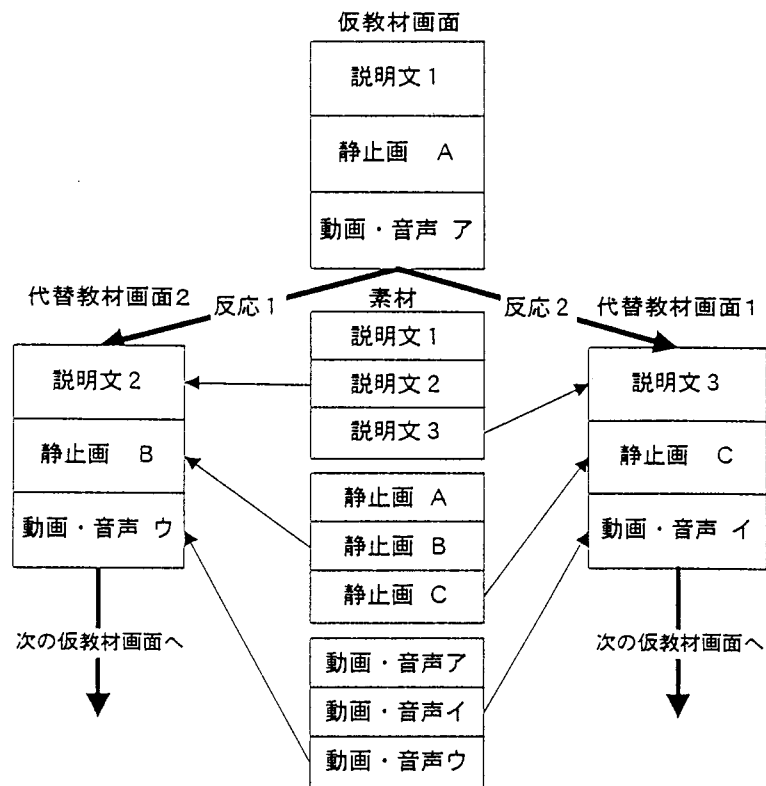 仮教材画面
説明文1
静止画 A
動画・音声 ア
代替教材画面2
反応1
素材
反応2
代替教材画面1
説明文1
説明文2
説明文3
説明文2
静止画 B
動画・音声 ウ
説明文3
静止画 C
動画・音声 イ
静止画 A
静止画 B
静止画 C
次の仮教材画面へ
次の仮教材画面へ
動画・音声ア
動画・音声イ
動画・音声ウ